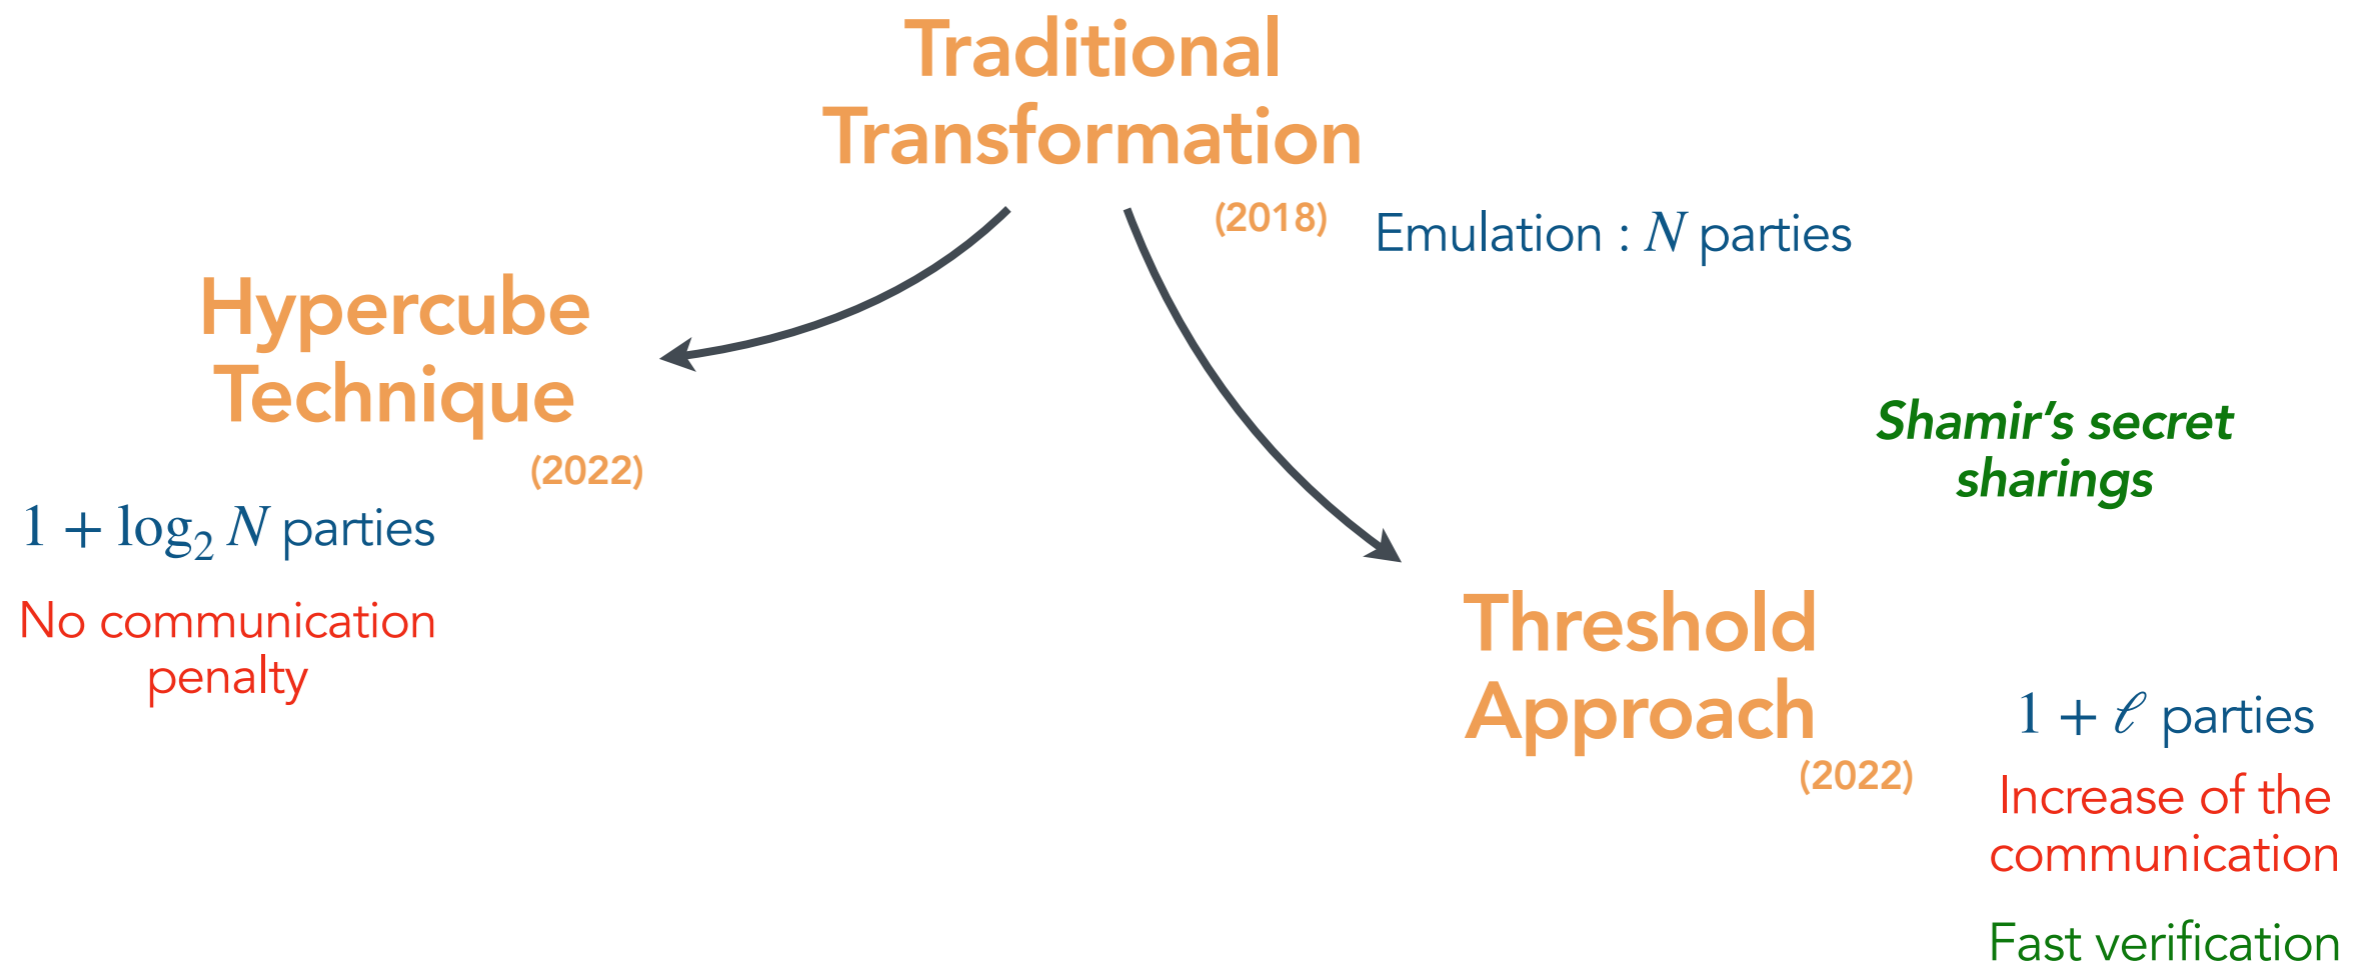 Traditional
Transformation
(2018)
Emulation : N parties
Hypercube
Technique
(2022)
1 + log₂ N parties
No communication
penalty
Shamir's secret
sharings
Threshold
Approach
(2022)
1 + ℓ parties
Increase of the
communication
Fast verification